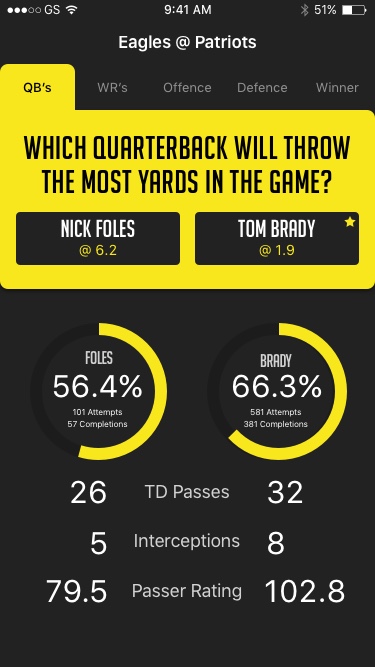 GS 9:41 AM 51%
Eagles @ Patriots
QB's WR's Offence Defence Winner
WHICH QUARTERBACK WILL THROW
THE MOST YARDS IN THE GAME?
NICK FOLES
@ 6.2
TOM BRADY
@ 1.9
FOLES
56.4%
101 Attempts
57 Completions
BRADY
66.3%
581 Attempts
381 Completions
26 TD Passes 32
5 Interceptions 8
79.5 Passer Rating 102.8